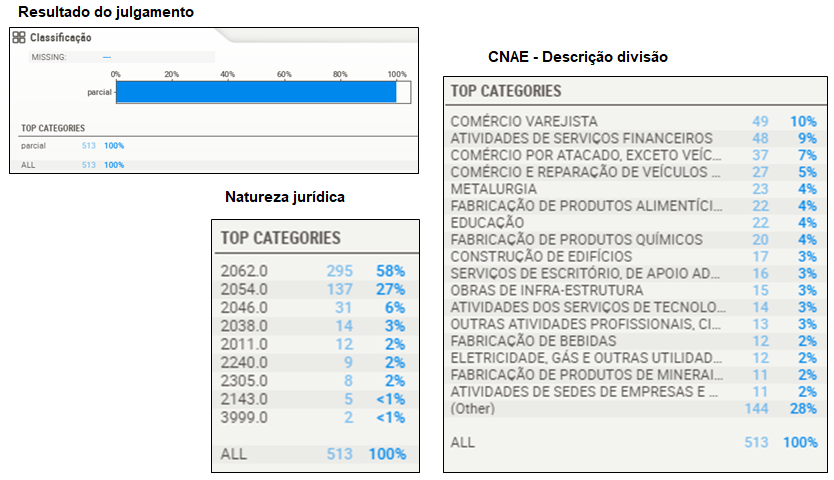 Resultado do julgamento
Classificação
MISSING: ---
0% 20% 40% 60% 80% 100%
parcial
TOP CATEGORIES
parcial 513 100%
ALL 513 100%
Natureza jurídica
TOP CATEGORIES
2062.0 295 58%
2054.0 137 27%
2046.0 31 6%
2038.0 14 3%
2011.0 12 2%
2240.0 9 2%
2305.0 8 2%
2143.0 5 <1%
3999.0 2 <1%
ALL 513 100%
CNAE - Descrição divisão
TOP CATEGORIES
COMÉRCIO VAREJISTA 49 10%
ATIVIDADES DE SERVIÇOS FINANCEIROS 48 9%
COMÉRCIO POR ATACADO, EXCETO VEÍC... 37 7%
COMÉRCIO E REPARAÇÃO DE VEÍCULOS ... 27 5%
METALURGIA 23 4%
FABRICAÇÃO DE PRODUTOS ALIMENTÍCI... 22 4%
EDUCAÇÃO 22 4%
FABRICAÇÃO DE PRODUTOS QUÍMICOS 20 4%
CONSTRUÇÃO DE EDIFÍCIOS 17 3%
SERVIÇOS DE ESCRITÓRIO, DE APOIO AD... 16 3%
OBRAS DE INFRA-ESTRUTURA 15 3%
ATIVIDADES DOS SERVIÇOS DE TECNOLO... 14 3%
OUTRAS ATIVIDADES PROFISSIONAIS, CI... 13 3%
FABRICAÇÃO DE BEBIDAS 12 2%
ELETRICIDADE, GÁS E OUTRAS UTILIDAD... 12 2%
FABRICAÇÃO DE PRODUTOS DE MINERAI... 11 2%
ATIVIDADES DE SEDES DE EMPRESAS E ... 11 2%
(Other) 144 28%
ALL 513 100%